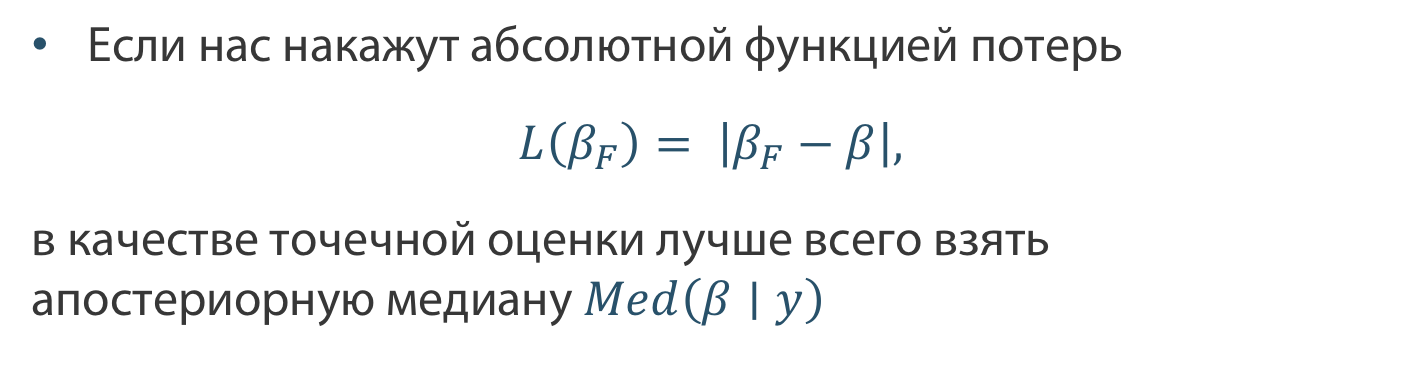 • Если нас накажут абсолютной функцией потерь
L(β_F) = |β_F − β|,
в качестве точечной оценки лучше всего взять
апостериорную медиану Med(β | y)